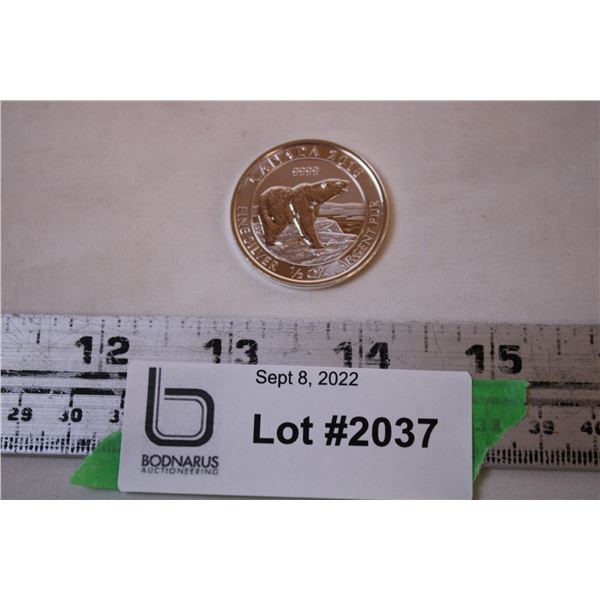 CANADA 2018
9999
FINE SILVER 1/2 OZ ARGENT PUR
12 13 14 15
29 30 39 40
Sept 8, 2022
Lot #2037
BODNARUS
AUCTIONEERING